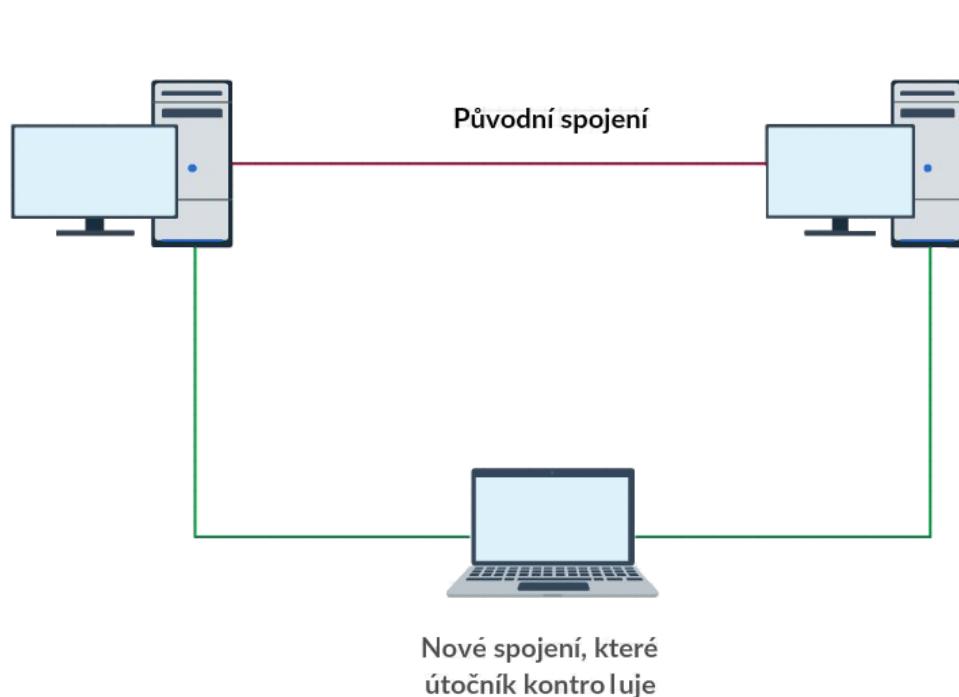 Původní spojení
Nové spojení, které
útočník kontroluje